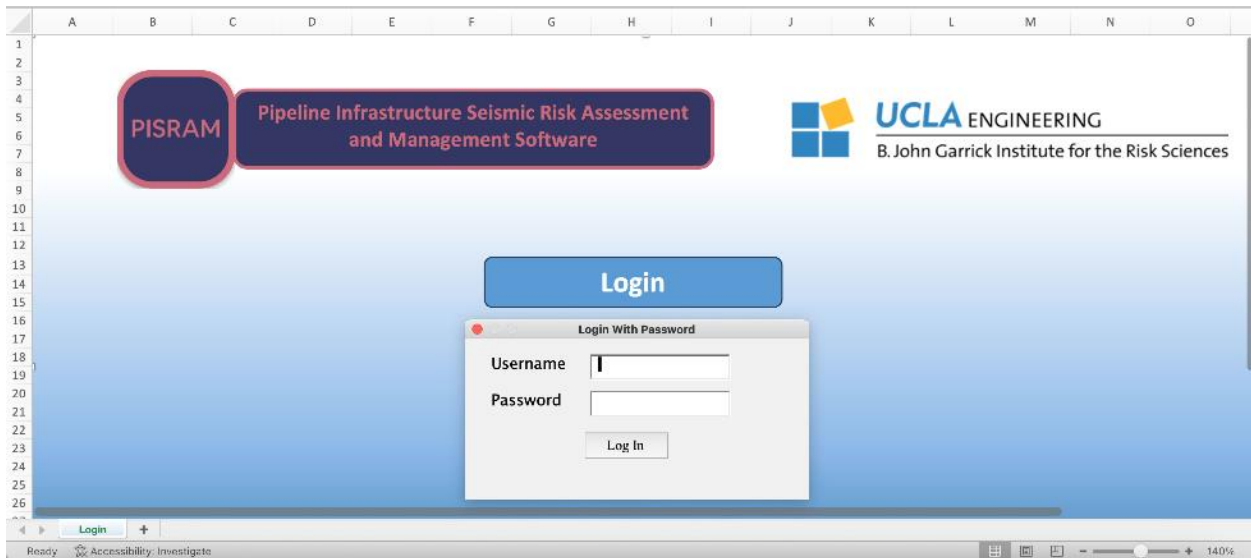 A B C D E F G H I J K L M N O
1
2
3
4
5
6
7
8
9
10
11
12
13
14
15
16
17
18
19
20
21
22
23
24
25
26
PISRAM
Pipeline Infrastructure Seismic Risk Assessment
and Management Software
UCLA ENGINEERING
B. John Garrick Institute for the Risk Sciences
Login
Login With Password
Username
Password
Log In
Login +
Ready Accessibility: Investigate - + 140%